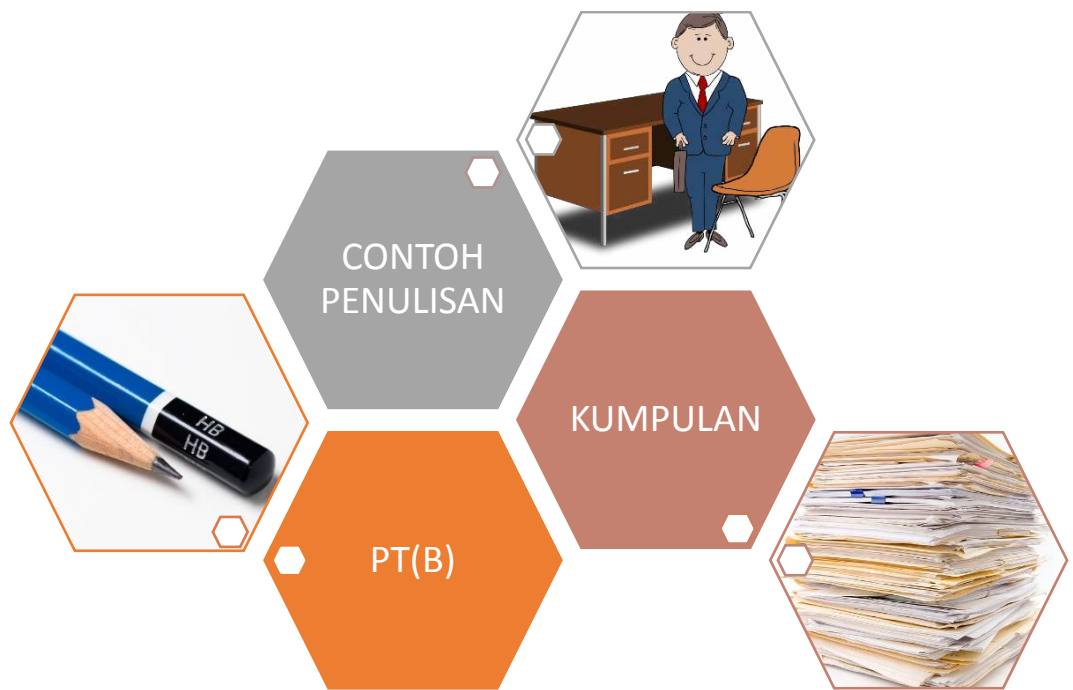 CONTOH
PENULISAN
KUMPULAN
HB
HB
PT(B)